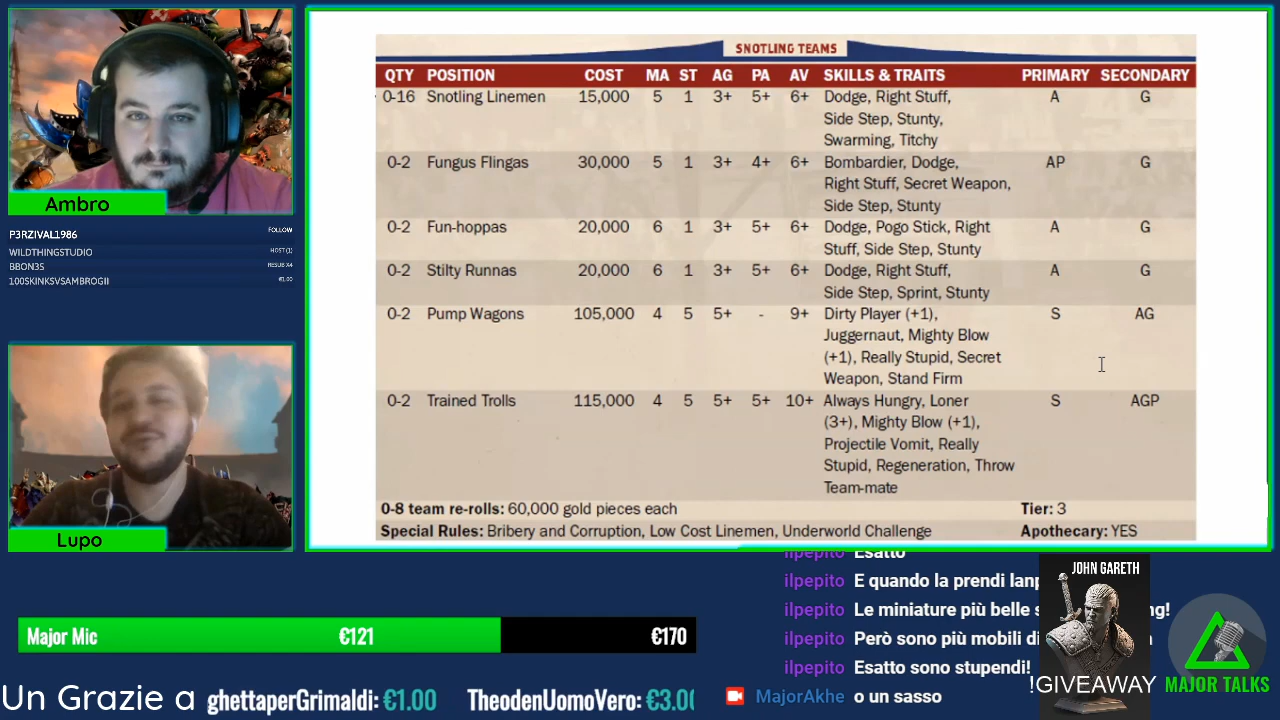 Ambro
P3RZIVAL1986 FOLLOW
WILDTHINGSTUDIO HOST (1)
BBON3S RESUB X4
100SKINKSVSAMBROGII €1.00
Lupo
SNOTLING TEAMS
QTY POSITION COST MA ST AG PA AV SKILLS & TRAITS PRIMARY SECONDARY
0-16 Snotling Linemen 15,000 5 1 3+ 5+ 6+ Dodge, Right Stuff, A G
Side Step, Stunty,
Swarming, Titchy
0-2 Fungus Flingas 30,000 5 1 3+ 4+ 6+ Bombardier, Dodge, AP G
Right Stuff, Secret Weapon,
Side Step, Stunty
0-2 Fun-hoppas 20,000 6 1 3+ 5+ 6+ Dodge, Pogo Stick, Right A G
Stuff, Side Step, Stunty
0-2 Stilty Runnas 20,000 6 1 3+ 5+ 6+ Dodge, Right Stuff, A G
Side Step, Sprint, Stunty
0-2 Pump Wagons 105,000 4 5 5+ - 9+ Dirty Player (+1), S AG
Juggernaut, Mighty Blow
(+1), Really Stupid, Secret
Weapon, Stand Firm
0-2 Trained Trolls 115,000 4 5 5+ 5+ 10+ Always Hungry, Loner S AGP
(3+), Mighty Blow (+1),
Projectile Vomit, Really
Stupid, Regeneration, Throw
Team-mate
0-8 team re-rolls: 60,000 gold pieces each Tier: 3
Special Rules: Bribery and Corruption, Low Cost Linemen, Underworld Challenge Apothecary: YES
ilpepito Esatto
ilpepito E quando la prendi
ilpepito Le miniature più belle
ilpepito Però sono più mobili
ilpepito Esatto sono stupendi!
MajorAkhe o un sasso
JOHN GARETH
!GIVEAWAY
MAJOR TALKS
Major Mic €121 €170
Un Grazie a ghettaperGrimaldi: €1.00 TheodenUomoVero: